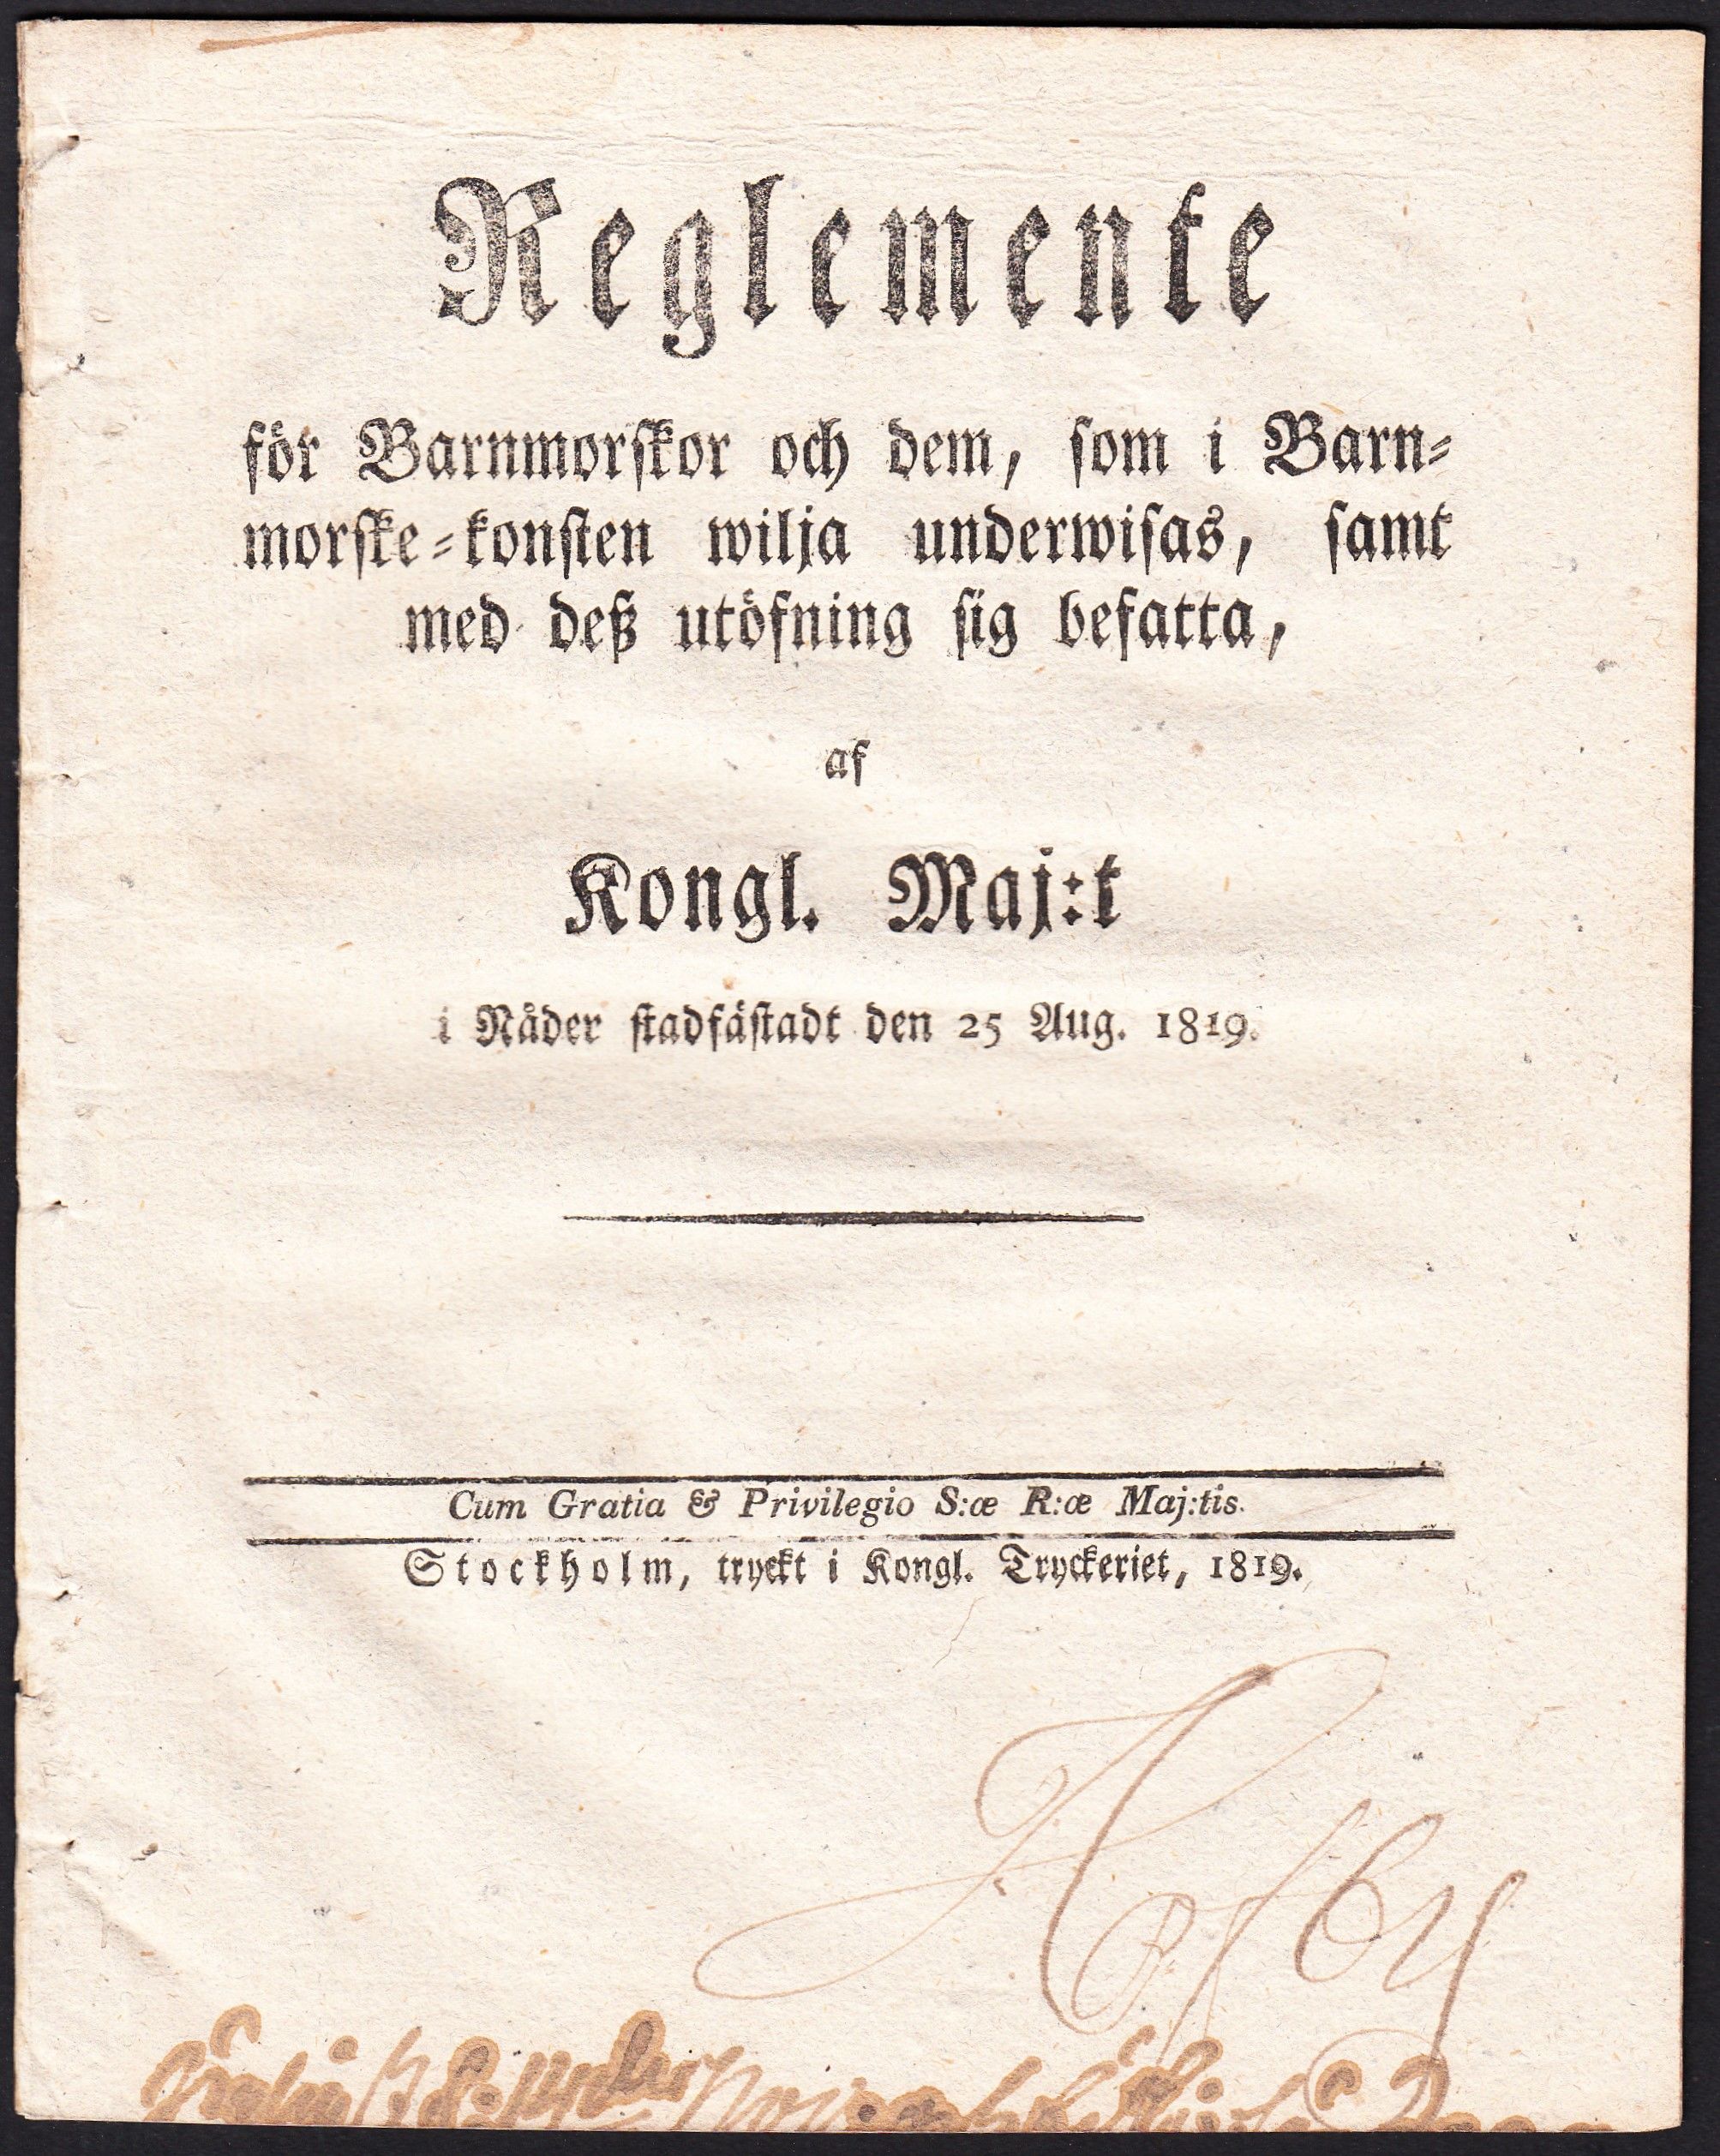 Reglemente
för Barnmorskor och dem, som i Barn-
morske-konsten wilja underwisas, samt
med deß utöfning sig befatta,
af
Kongl. Maj:t
i Nåder stadfästadt den 25 Aug. 1819.
Cum Gratia & Privilegio S:æ R:æ Maj:tis.
Stockholm, tryckt i Kongl. Tryckeriet, 1819.